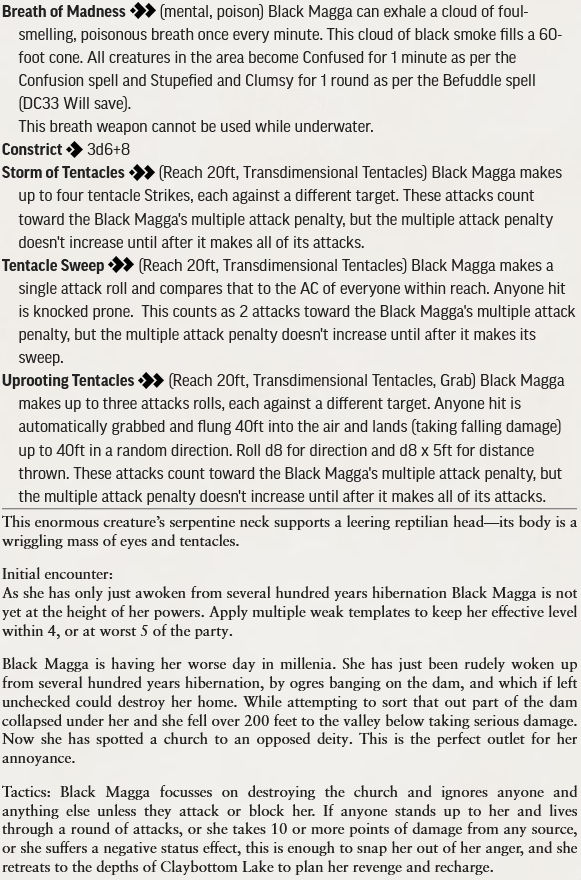 Breath of Madness (mental, poison) Black Magga can exhale a cloud of foul-
smelling, poisonous breath once every minute. This cloud of black smoke fills a 60-
foot cone. All creatures in the area become Confused for 1 minute as per the
Confusion spell and Stupefied and Clumsy for 1 round as per the Befuddle spell
(DC33 Will save).
This breath weapon cannot be used while underwater.
Constrict 3d6+8
Storm of Tentacles (Reach 20ft, Transdimensional Tentacles) Black Magga makes
up to four tentacle Strikes, each against a different target. These attacks count
toward the Black Magga's multiple attack penalty, but the multiple attack penalty
doesn't increase until after it makes all of its attacks.
Tentacle Sweep (Reach 20ft, Transdimensional Tentacles) Black Magga makes a
single attack roll and compares that to the AC of everyone within reach. Anyone hit
is knocked prone. This counts as 2 attacks toward the Black Magga's multiple attack
penalty, but the multiple attack penalty doesn't increase until after it makes its
sweep.
Uprooting Tentacles (Reach 20ft, Transdimensional Tentacles, Grab) Black Magga
makes up to three attacks rolls, each against a different target. Anyone hit is
automatically grabbed and flung 40ft into the air and lands (taking falling damage)
up to 40ft in a random direction. Roll d8 for direction and d8 x 5ft for distance
thrown. These attacks count toward the Black Magga's multiple attack penalty, but
the multiple attack penalty doesn't increase until after it makes all of its attacks.
This enormous creature's serpentine neck supports a leering reptilian head—its body is a
wriggling mass of eyes and tentacles.
Initial encounter:
As she has only just awoken from several hundred years hibernation Black Magga is not
yet at the height of her powers. Apply multiple weak templates to keep her effective level
within 4, or at worst 5 of the party.
Black Magga is having her worse day in millenia. She has just been rudely woken up
from several hundred years hibernation, by ogres banging on the dam, and which if left
unchecked could destroy her home. While attempting to sort that out part of the dam
collapsed under her and she fell over 200 feet to the valley below taking serious damage.
Now she has spotted a church to an opposed deity. This is the perfect outlet for her
annoyance.
Tactics: Black Magga focusses on destroying the church and ignores anyone and
anything else unless they attack or block her. If anyone stands up to her and lives
through a round of attacks, or she takes 10 or more points of damage from any source,
or she suffers a negative status effect, this is enough to snap her out of her anger, and she
retreats to the depths of Claybottom Lake to plan her revenge and recharge.